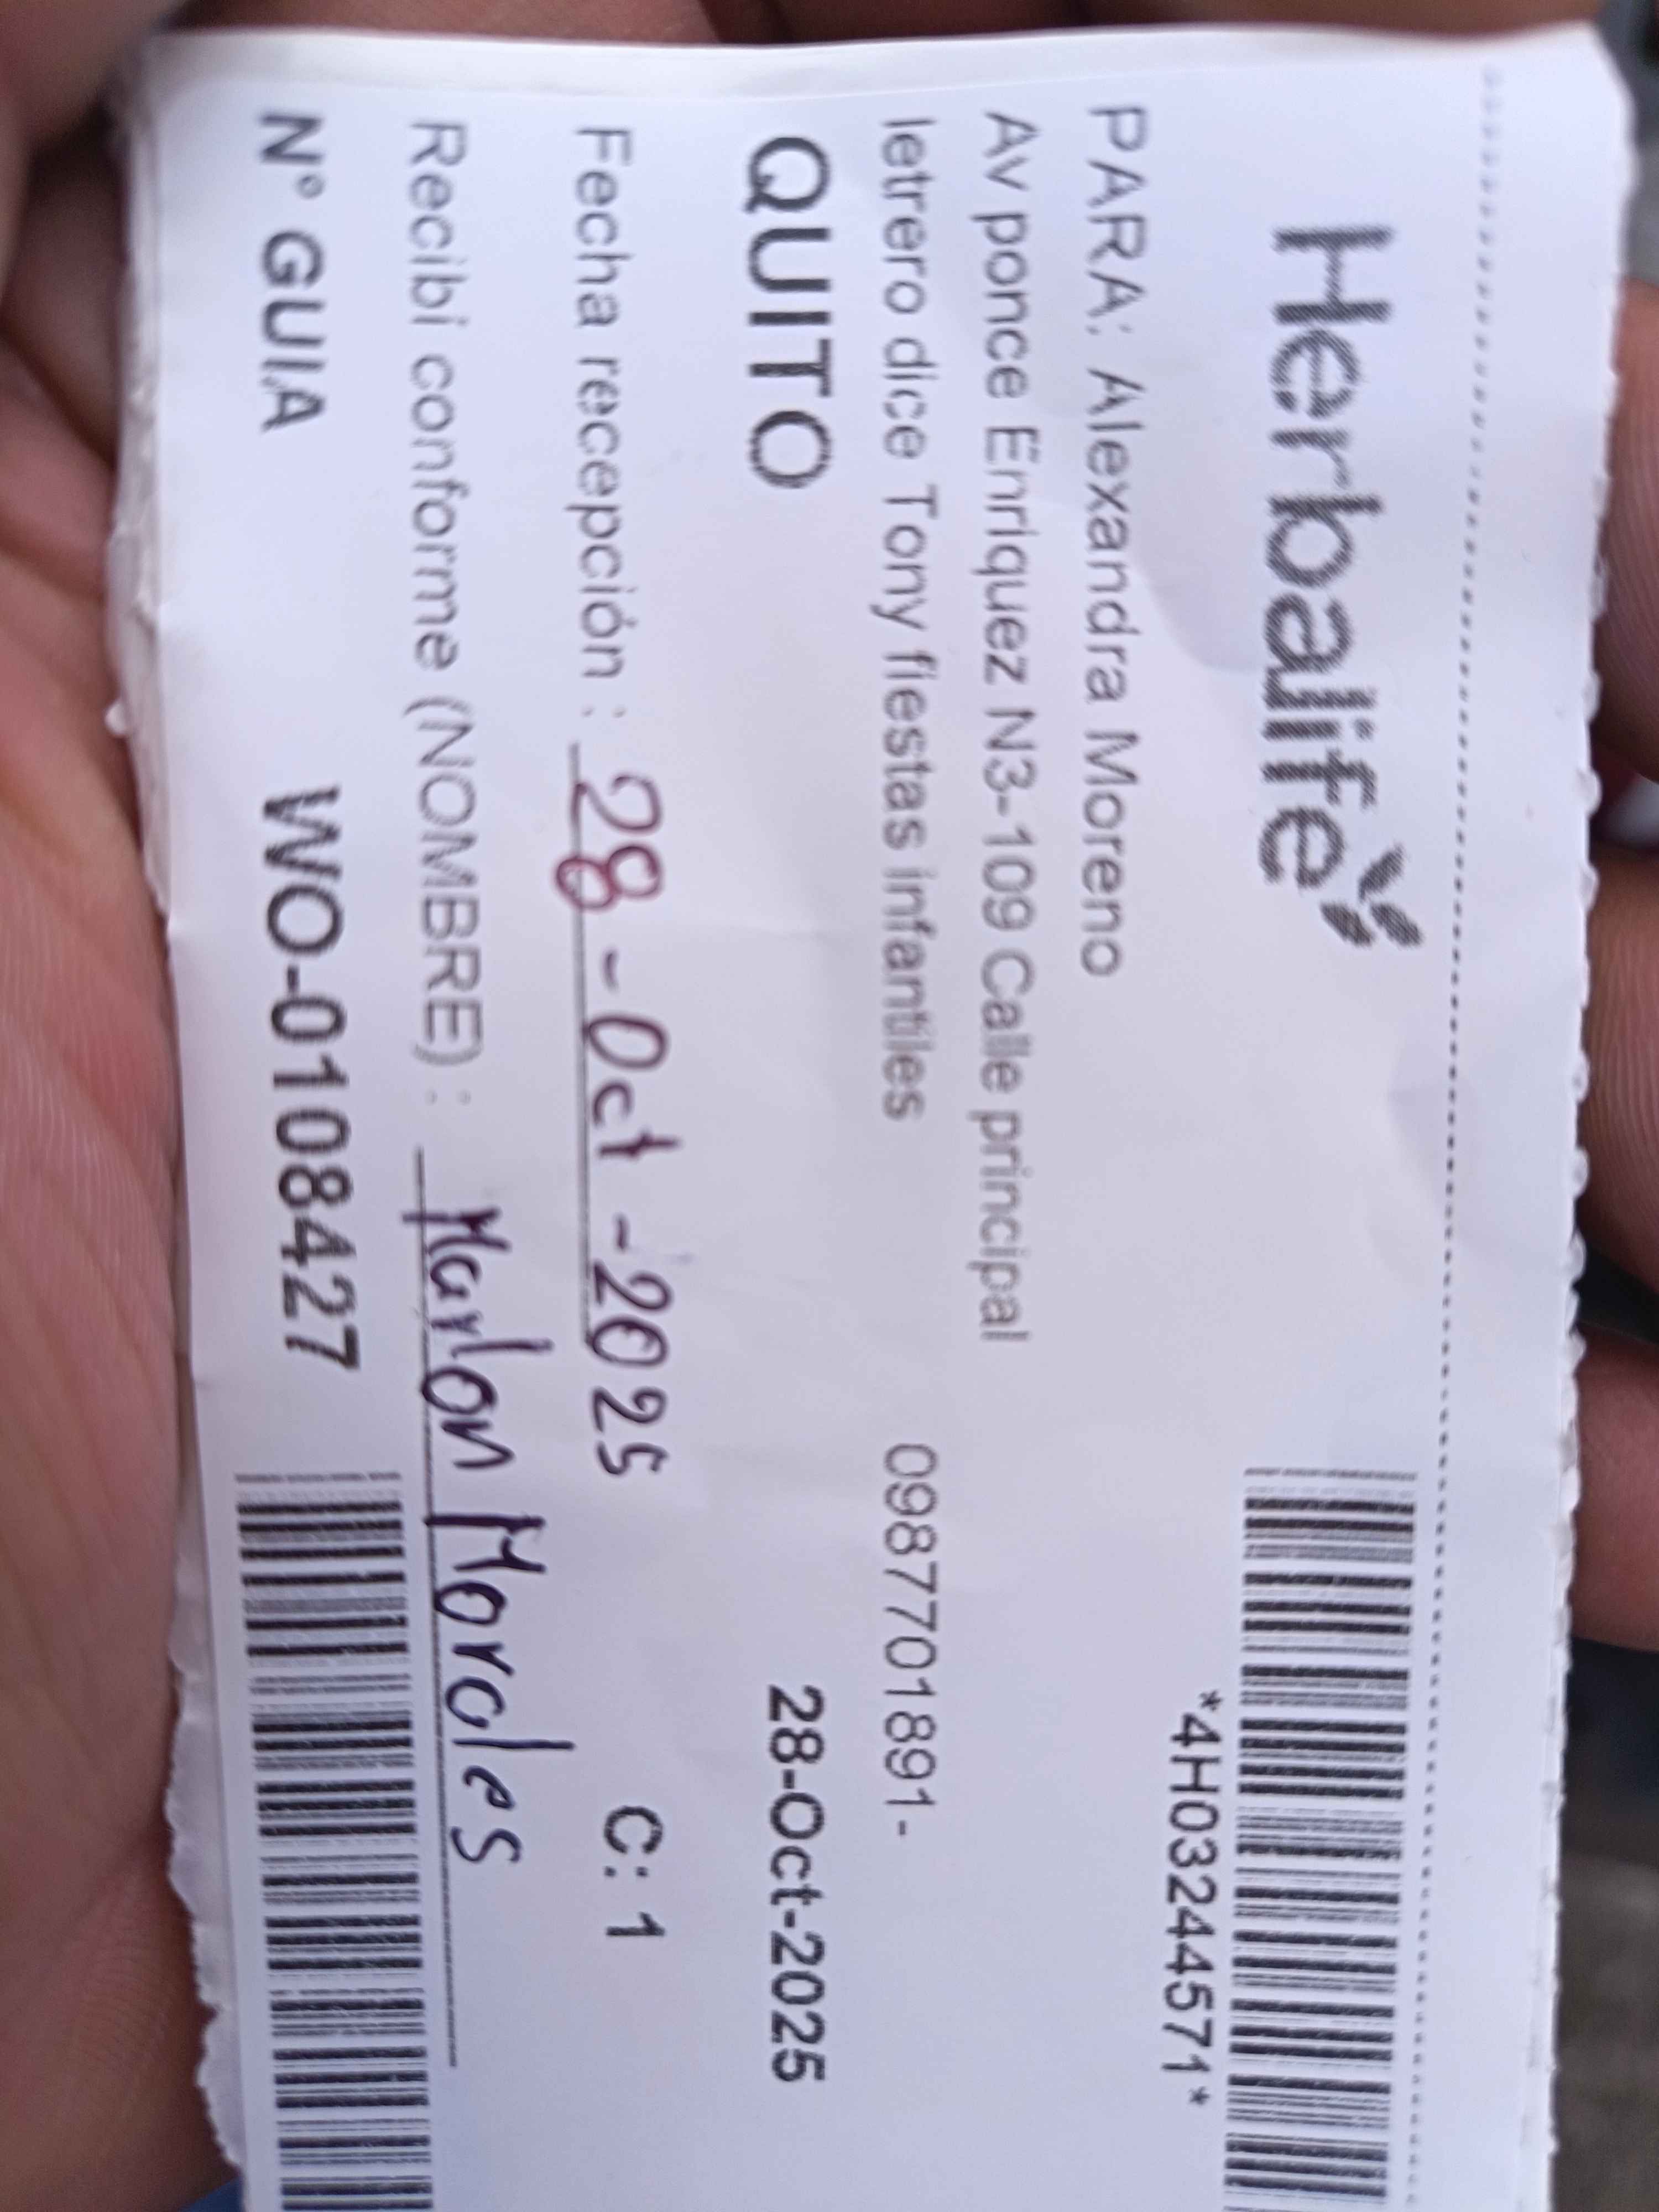 Herbalife
*4H03244571*
PARA: Alexandra Moreno
Av ponce Enriquez N3-109 Calle principal
letrero dice Tony fiestas infantiles 0987701891-
QUITO 28-Oct-2025
Fecha recepción : 28 - Oct - 2025 C: 1
Recibi conforme (NOMBRE) : Marlon Morales
N° GUIA WO-0108427